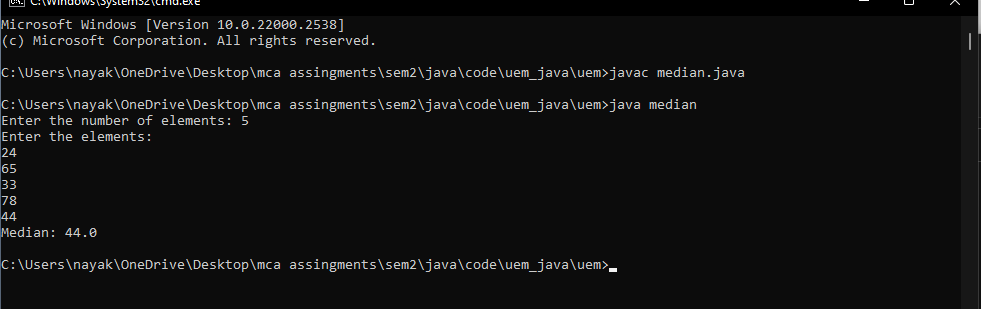 C:\Windows\System32\cmd.exe
Microsoft Windows [Version 10.0.22000.2538]
(c) Microsoft Corporation. All rights reserved.
C:\Users\nayak\OneDrive\Desktop\mca assingments\sem2\java\code\uem_java\uem>javac median.java
C:\Users\nayak\OneDrive\Desktop\mca assingments\sem2\java\code\uem_java\uem>java median
Enter the number of elements: 5
Enter the elements:
24
65
33
78
44
Median: 44.0
C:\Users\nayak\OneDrive\Desktop\mca assingments\sem2\java\code\uem_java\uem>